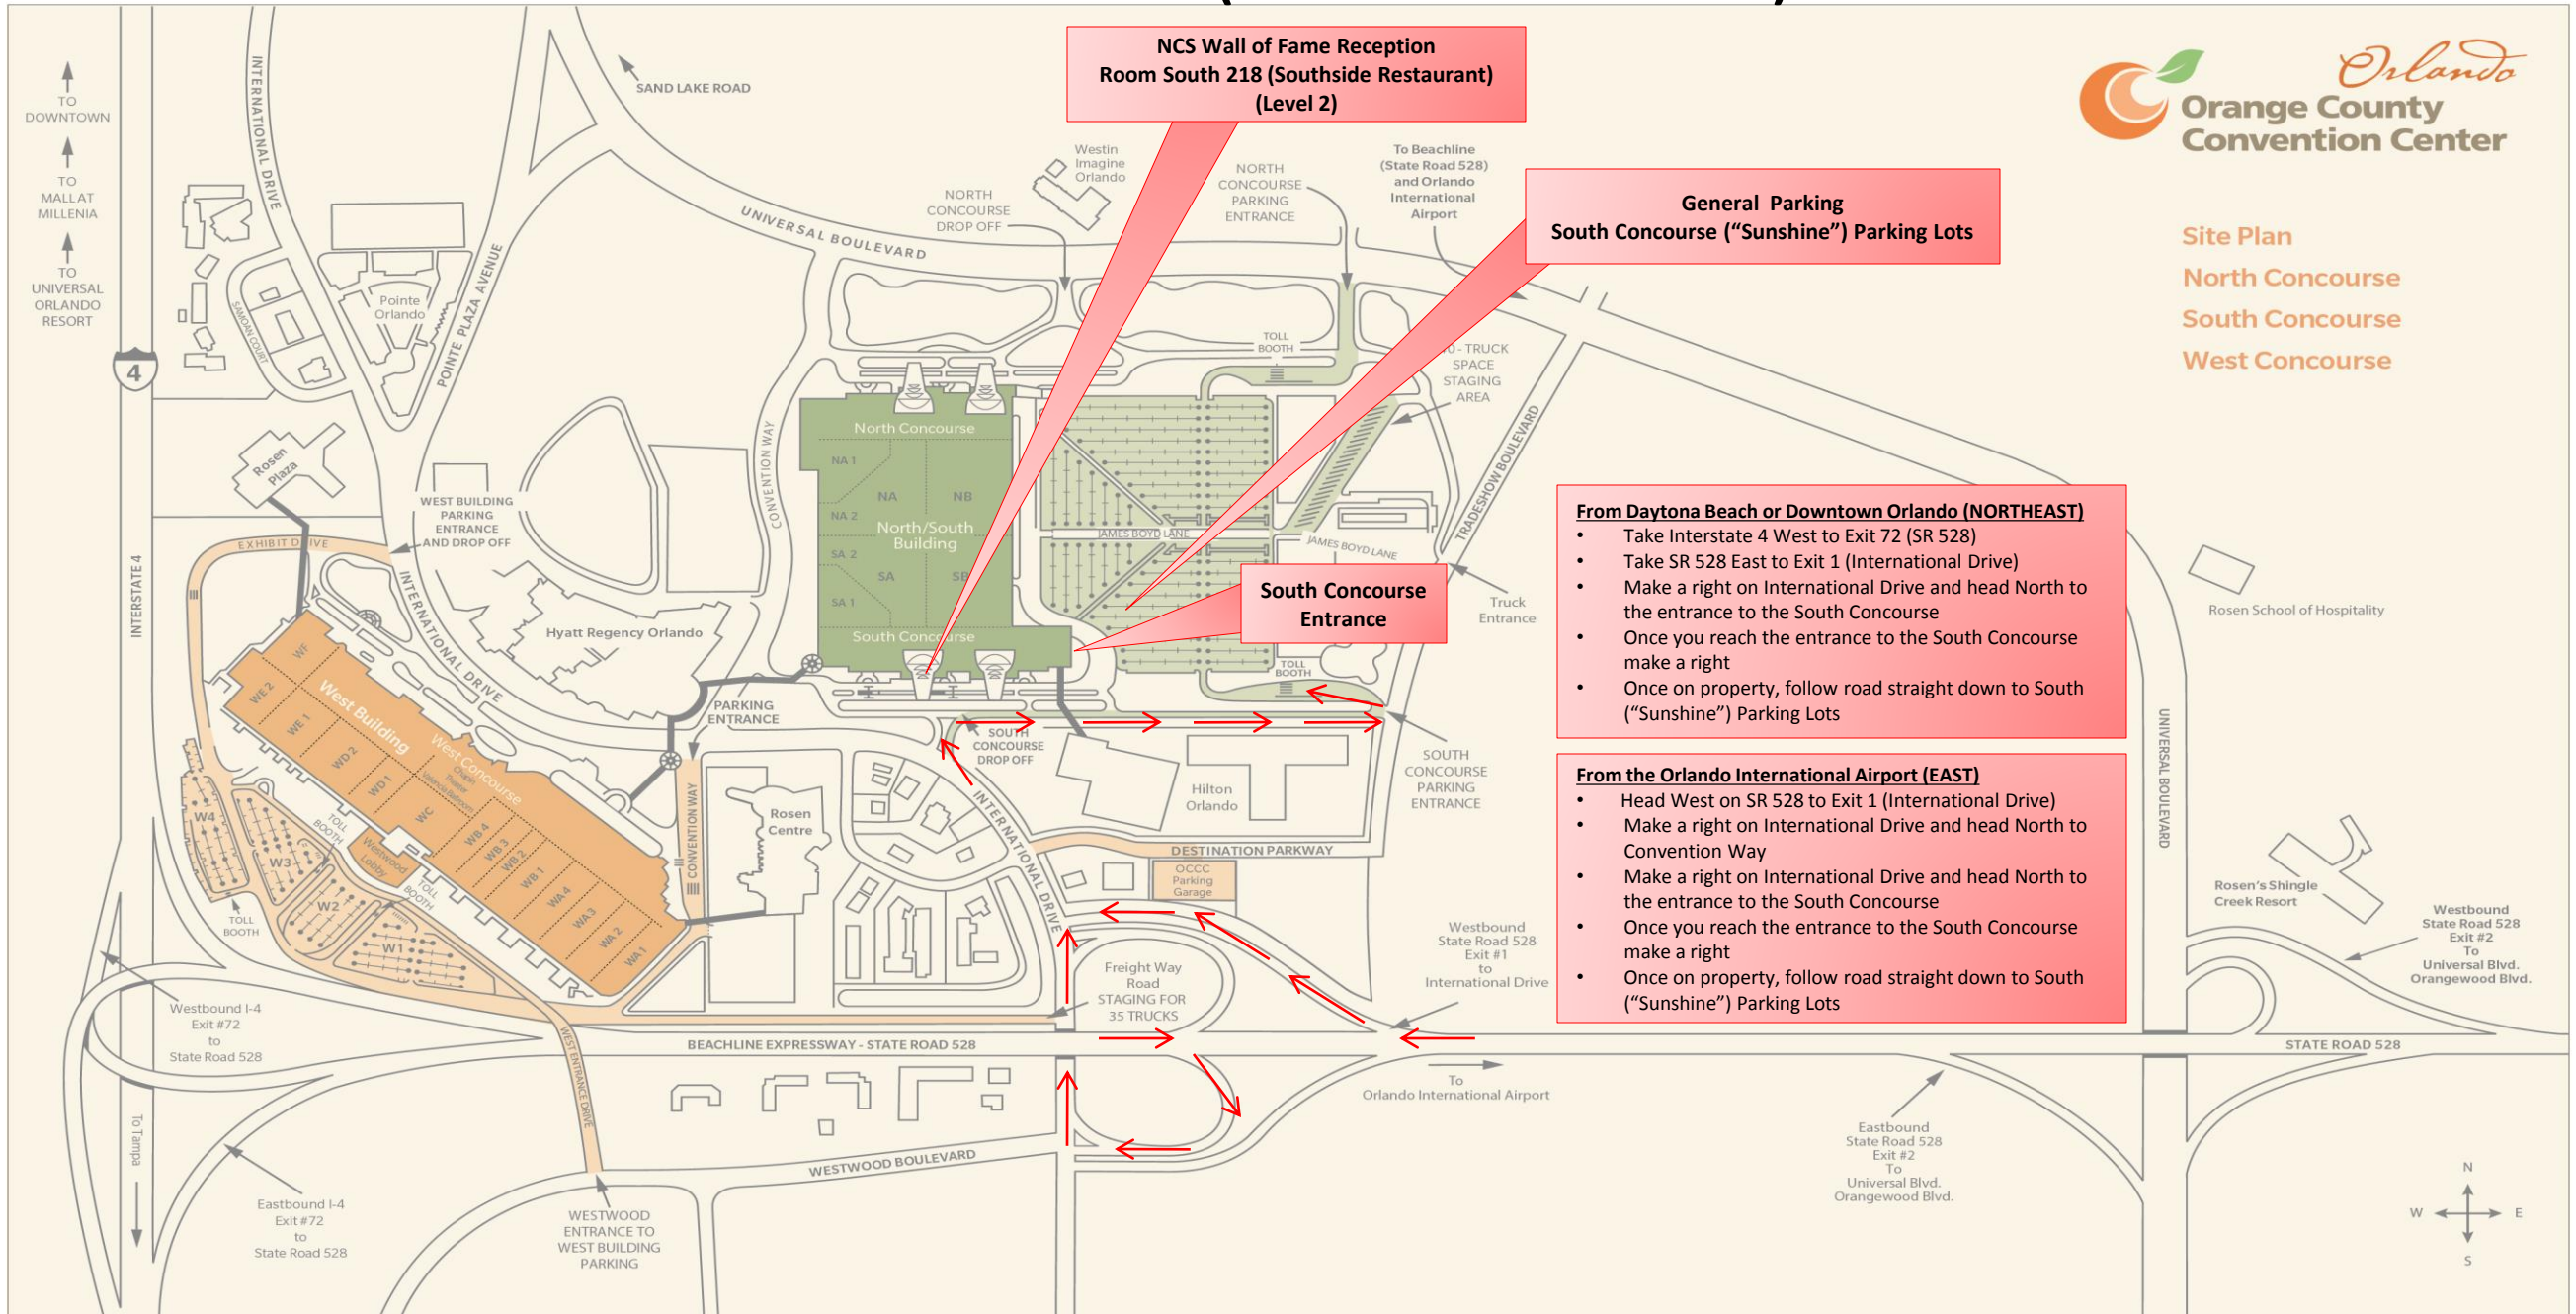 NCS Wall of Fame Reception
Room South 218 (Southside Restaurant)
(Level 2)
Orlando
Orange County
Convention Center
Site Plan
North Concourse
South Concourse
West Concourse
General  Parking
South Concourse (“Sunshine”) Parking Lots
South Concourse
Entrance
From Daytona Beach or Downtown Orlando (NORTHEAST)
• Take Interstate 4 West to Exit 72 (SR 528)
• Take SR 528 East to Exit 1 (International Drive)
• Make a right on International Drive and head North to
the entrance to the South Concourse
• Once you reach the entrance to the South Concourse
make a right
• Once on property, follow road straight down to South
(“Sunshine”) Parking Lots
From the Orlando International Airport (EAST)
• Head West on SR 528 to Exit 1 (International Drive)
• Make a right on International Drive and head North to
Convention Way
• Make a right on International Drive and head North to
the entrance to the South Concourse
• Once you reach the entrance to the South Concourse
make a right
• Once on property, follow road straight down to South
(“Sunshine”) Parking Lots
TO
DOWNTOWN
TO
MALL AT
MILLENIA
TO
UNIVERSAL
ORLANDO
RESORT
4
INTERSTATE 4
INTERNATIONAL DRIVE
SAND LAKE ROAD
SAMOAN COURT
Pointe
Orlando
POINTE PLAZA AVENUE
UNIVERSAL BOULEVARD
Westin
Imagine
Orlando
NORTH
CONCOURSE
DROP OFF
NORTH
CONCOURSE
PARKING
ENTRANCE
To Beachline
(State Road 528)
and Orlando
International
Airport
TOLL
BOOTH
0 - TRUCK
SPACE
STAGING
AREA
TRADESHOW BOULEVARD
JAMES BOYD LANE
JAMES BOYD LANE
Truck
Entrance
CONVENTION WAY
North Concourse
NA 1
NA
NB
NA 2
North/South
Building
SA 2
SA
SB
SA 1
South Concourse
Rosen
Plaza
WEST BUILDING
PARKING
ENTRANCE
AND DROP OFF
EXHIBIT DRIVE
INTERNATIONAL DRIVE
Hyatt Regency Orlando
PARKING
ENTRANCE
SOUTH
CONCOURSE
DROP OFF
TOLL
BOOTH
SOUTH
CONCOURSE
PARKING
ENTRANCE
Hilton
Orlando
Rosen
Centre
CONVENTION WAY
INTERNATIONAL DRIVE
DESTINATION PARKWAY
OCCC
Parking
Garage
West Building
West Concourse
Chapin
Theater
Valencia Ballroom
WF
WE 2
WE 1
WD 2
WD 1
WC
WB 4
WB 3
WB 2
WB 1
WA 4
WA 3
WA 2
WA 1
Westwood
Lobby
W4
W3
W2
W1
TOLL
BOOTH
TOLL
BOOTH
TOLL
BOOTH
Freight Way
Road
STAGING FOR
35 TRUCKS
Westbound
State Road 528
Exit #1
to
International Drive
Westbound I-4
Exit #72
to
State Road 528
WEST ENTRANCE DRIVE
BEACHLINE EXPRESSWAY - STATE ROAD 528
STATE ROAD 528
To
Orlando International Airport
To Tampa
Eastbound I-4
Exit #72
to
State Road 528
WESTWOOD BOULEVARD
WESTWOOD
ENTRANCE TO
WEST BUILDING
PARKING
Eastbound
State Road 528
Exit #2
To
Universal Blvd.
Orangewood Blvd.
UNIVERSAL BOULEVARD
Rosen School of Hospitality
Rosen's Shingle
Creek Resort
Westbound
State Road 528
Exit #2
To
Universal Blvd.
Orangewood Blvd.
N
W
E
S